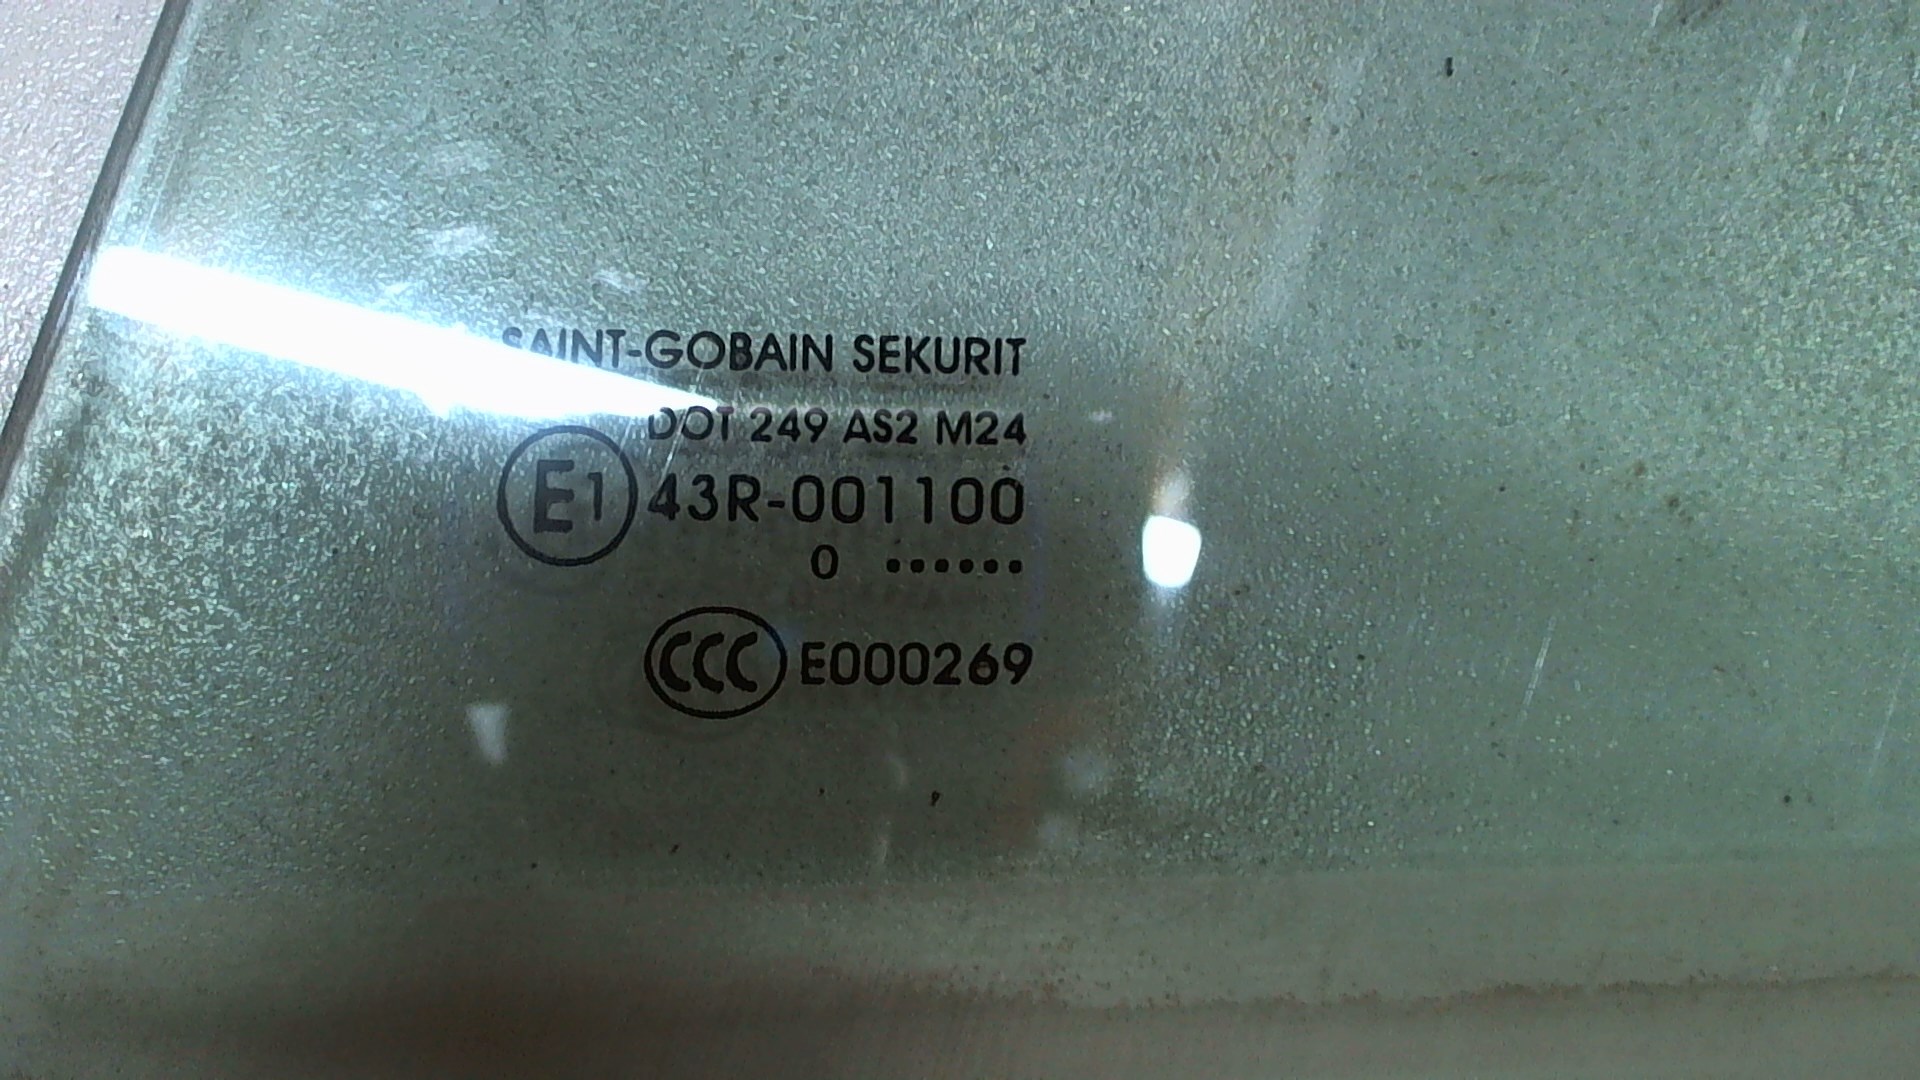 SAINT-GOBAIN SEKURIT
DOT 249 AS2 M24
E1 43R-001100
0 ••••••
CCC E000269